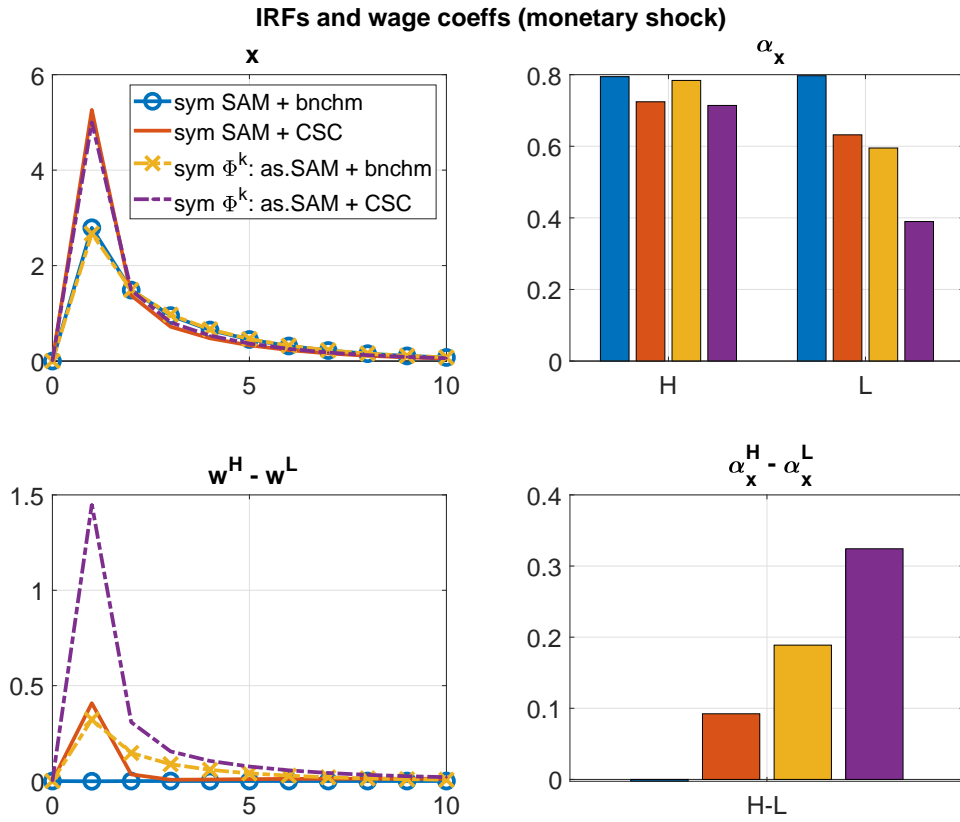 IRFs and wage coeffs (monetary shock)
x
6
4
2
0
0
5
10
sym SAM + bnchm
sym SAM + CSC
sym Φ^k: as.SAM + bnchm
sym Φ^k: as.SAM + CSC
α_x
0.8
0.6
0.4
0.2
0
H
L
w^H - w^L
1.5
1
0.5
0
0
5
10
α_x^H - α_x^L
0.4
0.3
0.2
0.1
0
H-L